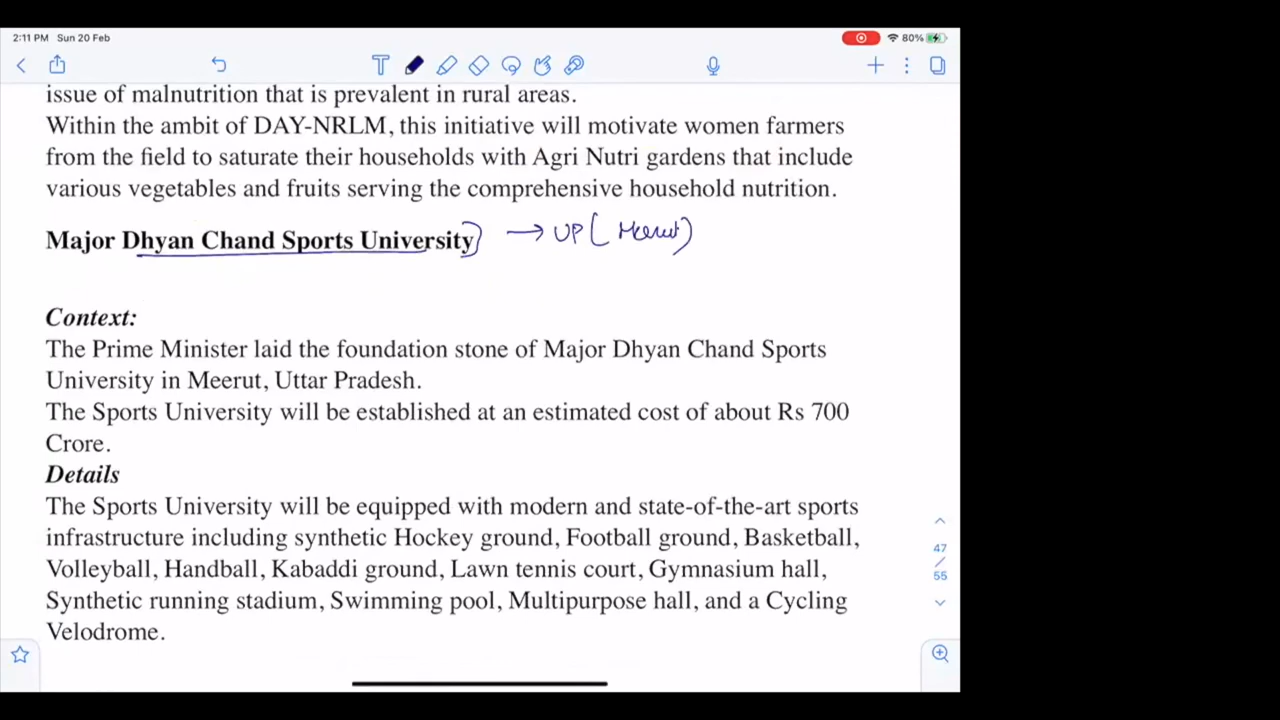 2:11 PM Sun 20 Feb
80%
issue of malnutrition that is prevalent in rural areas.
Within the ambit of DAY-NRLM, this initiative will motivate women farmers
from the field to saturate their households with Agri Nutri gardens that include
various vegetables and fruits serving the comprehensive household nutrition.
Major Dhyan Chand Sports University → UP (Meerut)
Context:
The Prime Minister laid the foundation stone of Major Dhyan Chand Sports
University in Meerut, Uttar Pradesh.
The Sports University will be established at an estimated cost of about Rs 700
Crore.
Details
The Sports University will be equipped with modern and state-of-the-art sports
infrastructure including synthetic Hockey ground, Football ground, Basketball,
Volleyball, Handball, Kabaddi ground, Lawn tennis court, Gymnasium hall,
Synthetic running stadium, Swimming pool, Multipurpose hall, and a Cycling
Velodrome.
47
/
55